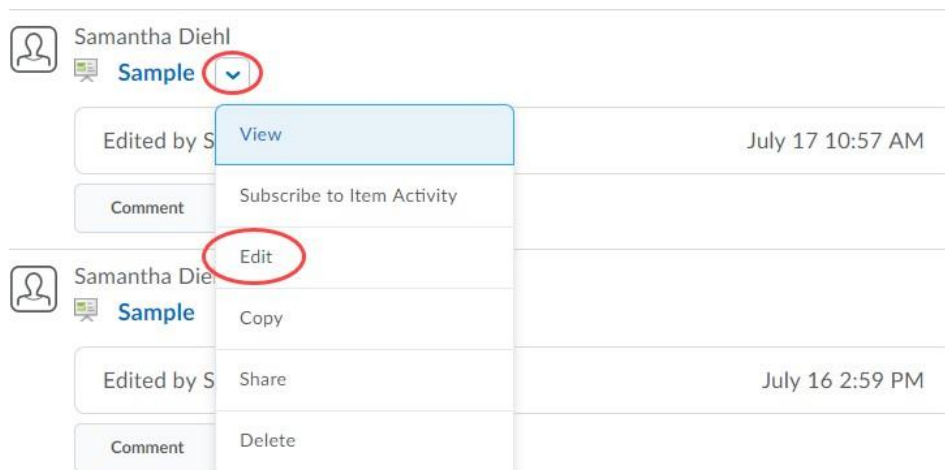 Samantha Diehl
Sample
Edited by S
July 17 10:57 AM
View
Subscribe to Item Activity
Comment
Edit
Samantha Die
Sample
Copy
Edited by S
Share
July 16 2:59 PM
Comment
Delete